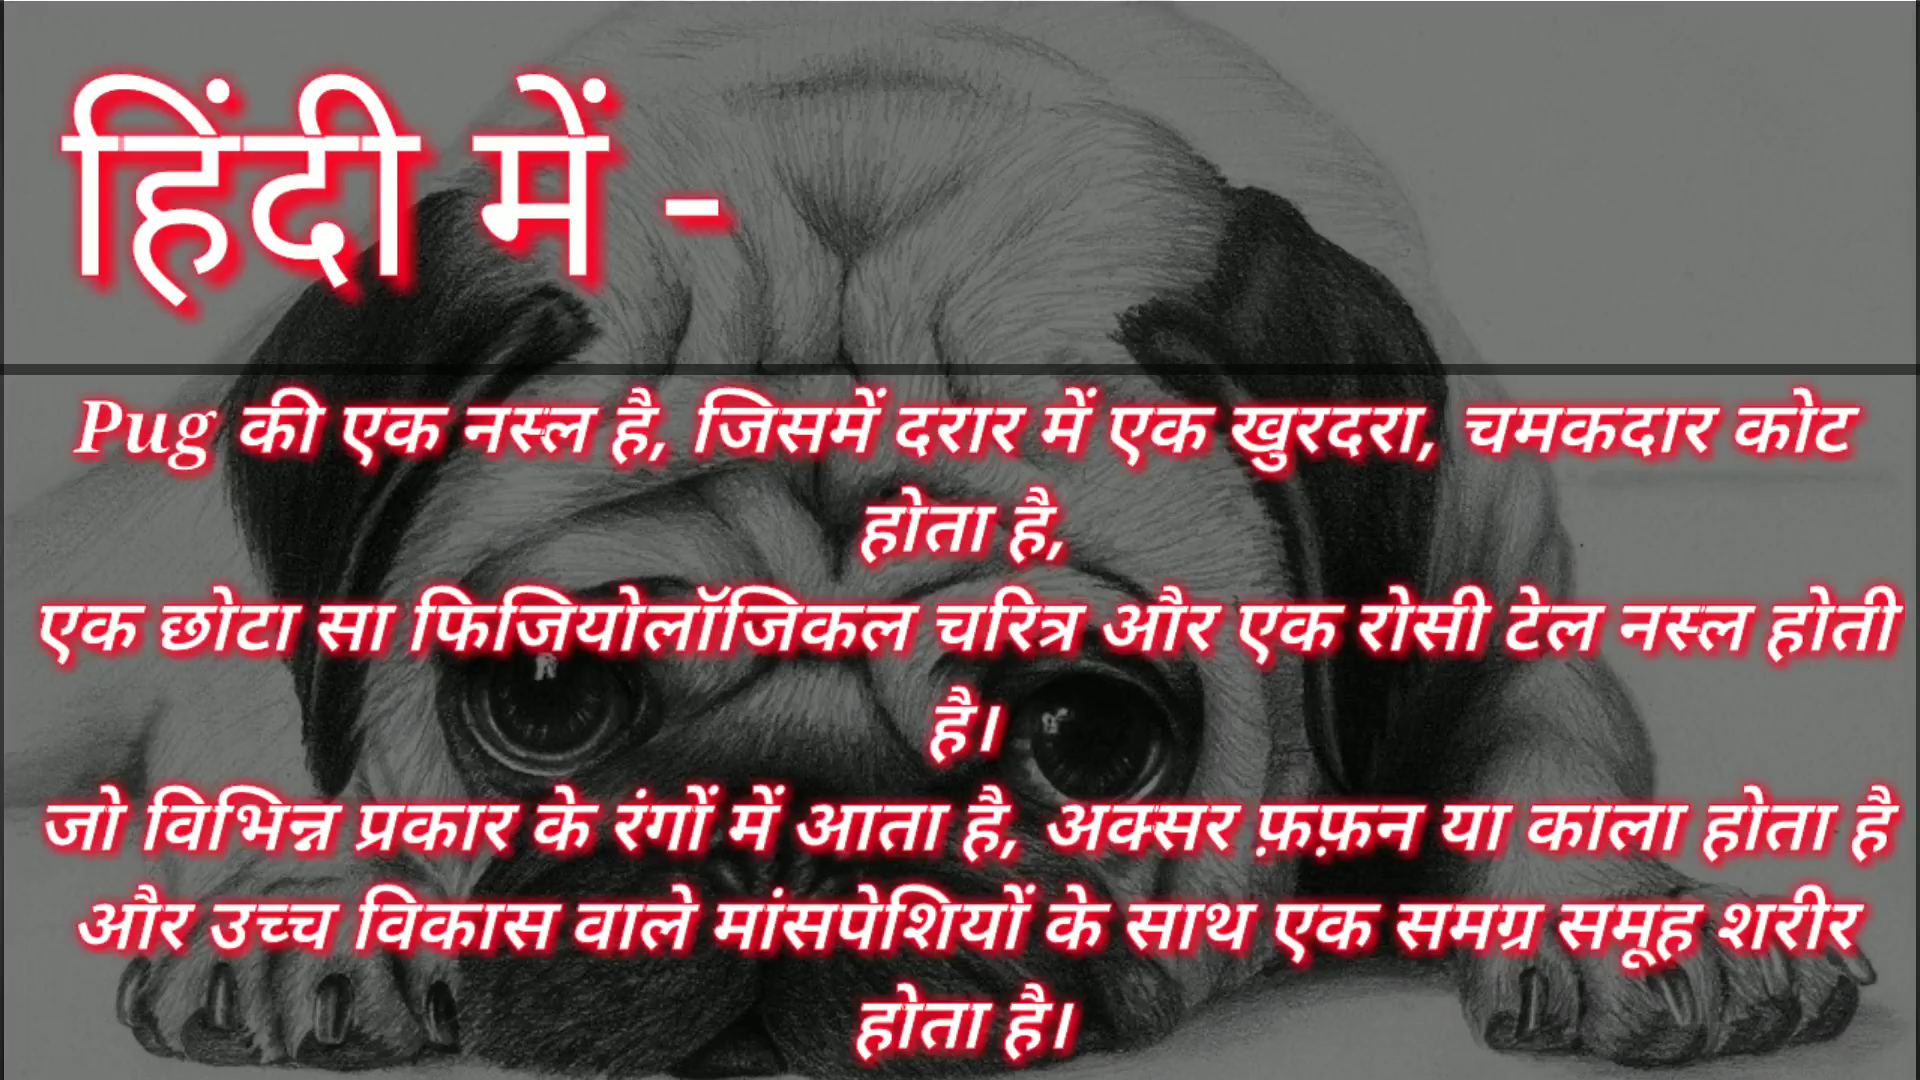 हिंदी में -
Pug की एक नस्ल है, जिसमें दरार में एक खुरदरा, चमकदार कोट
होता है,
एक छोटा सा फिजियोलॉजिकल चरित्र और एक रोसी टेल नस्ल होती
है।
जो विभिन्न प्रकार के रंगों में आता है, अक्सर फ़फ़न या काला होता है
और उच्च विकास वाले मांसपेशियों के साथ एक समग्र समूह शरीर
होता है।